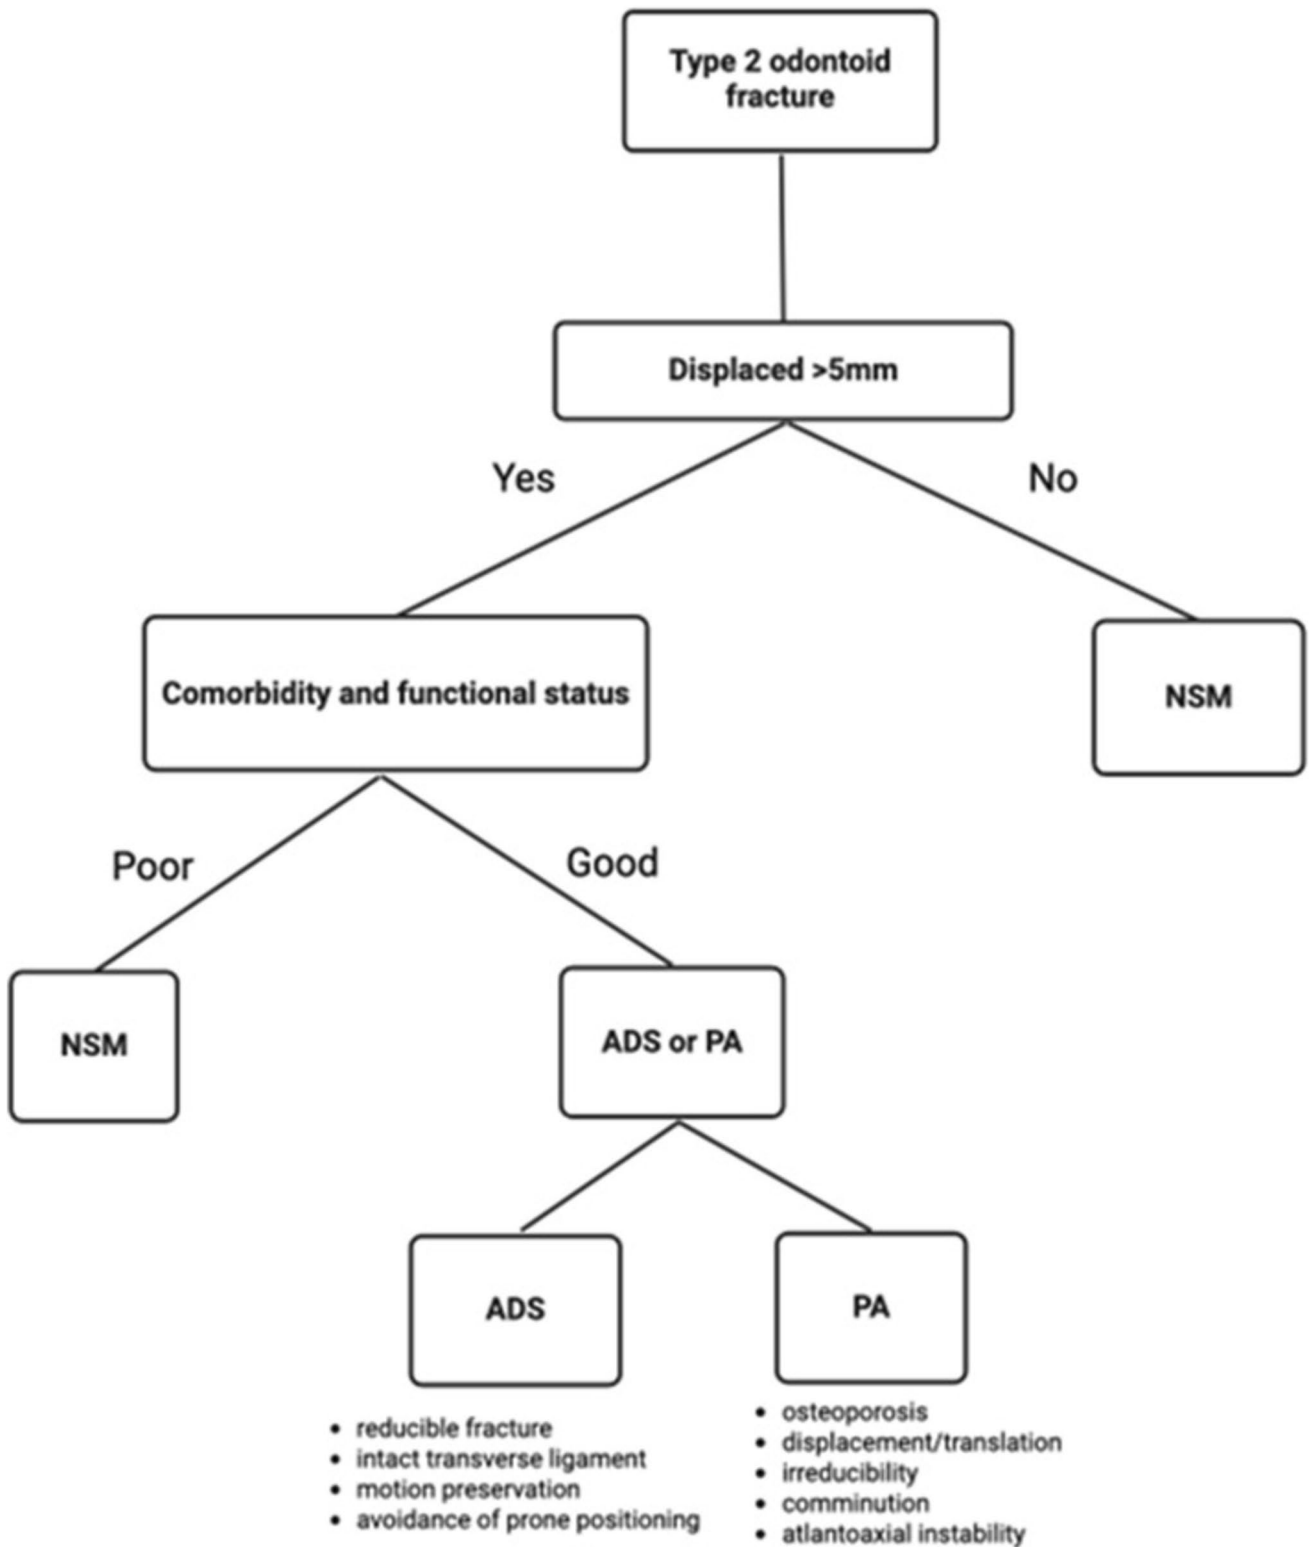 Type 2 odontoid
fracture
Displaced >5mm
Yes
No
Comorbidity and functional status
NSM
Poor
Good
NSM
ADS or PA
ADS
PA
• reducible fracture
• intact transverse ligament
• motion preservation
• avoidance of prone positioning
• osteoporosis
• displacement/translation
• irreducibility
• comminution
• atlantoaxial instability